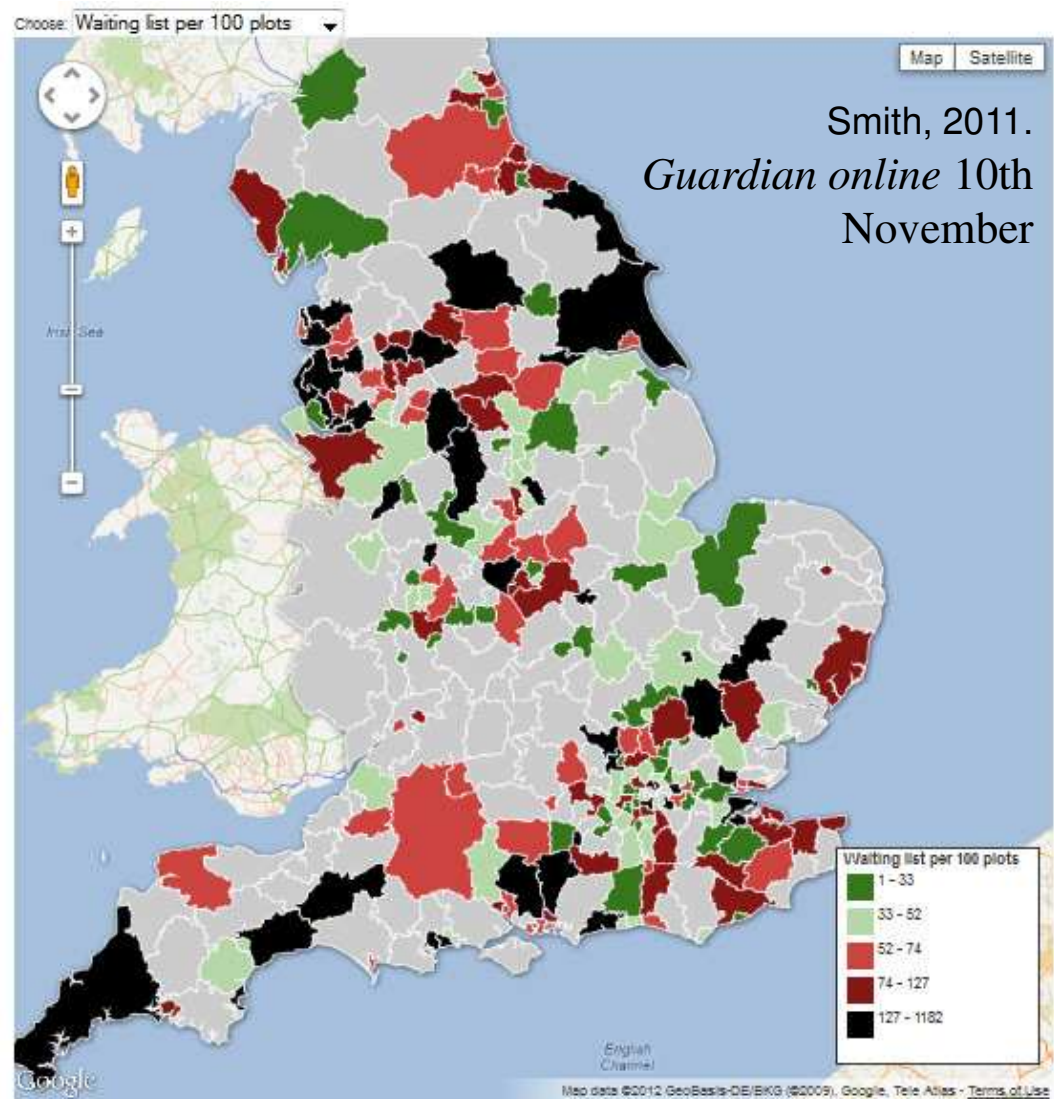 Choose: Waiting list per 100 plots
Map Satellite
Smith, 2011.
Guardian online 10th
November
Irish Sea
Waiting list per 100 plots
1 - 33
33 - 52
52 - 74
74 - 127
127 - 1182
English
Channel
Google
Map data ©2012 GeoBasis-DE/BKG (©2009), Google, Tele Atlas - Terms of Use